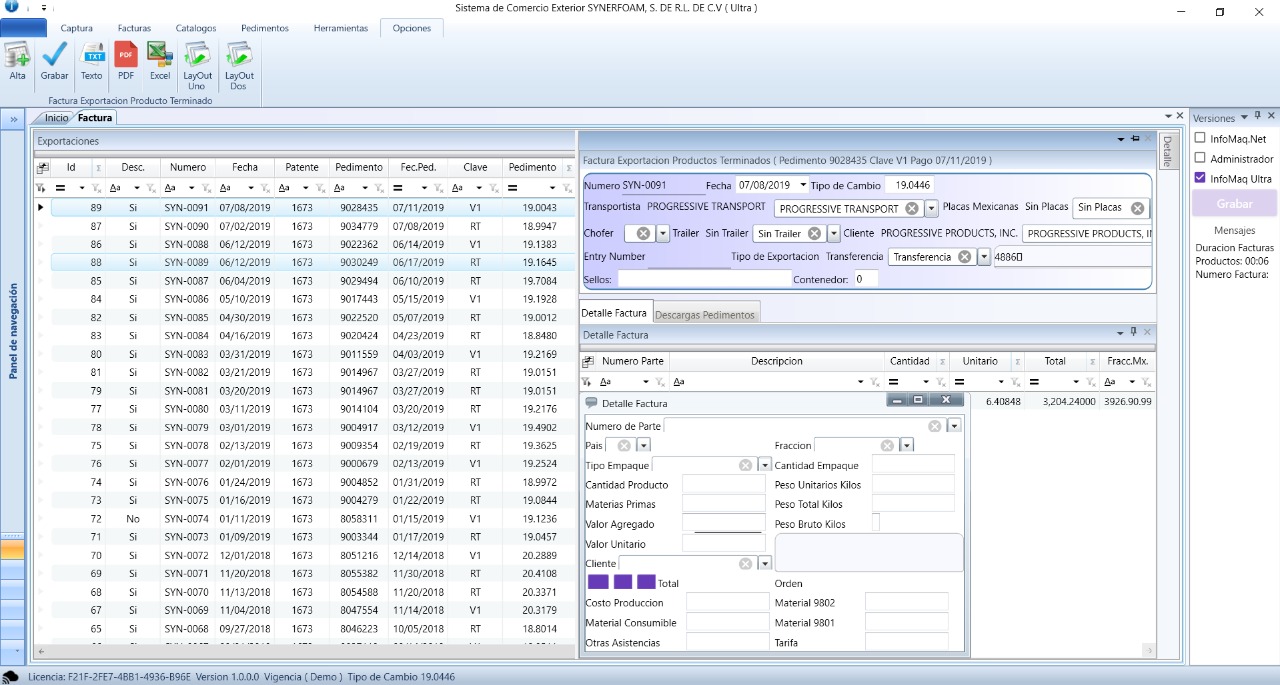 Sistema de Comercio Exterior SYNERFOAM, S. DE R.L. DE C.V ( Ultra )
Captura Facturas Catalogos Pedimentos Herramientas Opciones
Alta Grabar Texto PDF Excel LayOut Uno LayOut Dos
Factura Exportacion Producto Terminado
Inicio Factura
Panel de navegación
Exportaciones
Id Desc. Numero Fecha Patente Pedimento Fec.Ped. Clave Pedimento
89 Si SYN-0091 07/08/2019 1673 9028435 07/11/2019 V1 19.0043
87 Si SYN-0090 07/02/2019 1673 9034779 07/08/2019 RT 18.9947
86 Si SYN-0088 06/12/2019 1673 9022362 06/14/2019 V1 19.1383
88 Si SYN-0089 06/12/2019 1673 9030249 06/17/2019 RT 19.1645
85 Si SYN-0087 06/04/2019 1673 9029494 06/10/2019 RT 19.7084
84 Si SYN-0086 05/10/2019 1673 9017443 05/15/2019 V1 19.1928
82 Si SYN-0085 04/30/2019 1673 9022520 05/07/2019 V1 19.0012
83 Si SYN-0084 04/16/2019 1673 9020424 04/23/2019 RT 18.8480
80 Si SYN-0082 03/31/2019 1673 9011559 04/03/2019 V1 19.2169
81 Si SYN-0082 03/23/2019 1673 9014967 03/27/2019 RT 19.0151
79 Si SYN-0081 03/23/2019 1673 9014967 03/27/2019 RT 19.0151
77 Si SYN-0080 03/11/2019 1673 9014104 03/20/2019 RT 19.2176
78 Si SYN-0079 03/11/2019 1673 9004917 03/12/2019 V1 19.4902
75 Si SYN-0078 02/13/2019 1673 9009354 02/19/2019 RT 19.3625
76 Si SYN-0077 02/01/2019 1673 9000679 02/13/2019 V1 19.2524
74 Si SYN-0076 01/24/2019 1673 9004852 01/31/2019 RT 18.9972
73 Si SYN-0075 01/16/2019 1673 9004279 01/22/2019 RT 19.0844
72 No SYN-0074 01/11/2019 1673 8058311 01/15/2019 V1 19.1236
71 Si SYN-0073 01/09/2019 1673 9003344 01/17/2019 RT 19.0457
70 Si SYN-0072 12/01/2018 1673 8051216 12/14/2018 V1 20.2889
69 Si SYN-0071 11/20/2018 1673 8055382 11/30/2018 RT 20.4108
68 Si SYN-0070 11/13/2018 1673 8054588 11/20/2018 RT 20.3371
67 Si SYN-0069 11/04/2018 1673 8047554 11/14/2018 V1 20.3179
65 Si SYN-0068 09/27/2018 1673 8046223 10/05/2018 RT 18.8014
Factura Exportacion Productos Terminados ( Pedimento 9028435 Clave V1 Pago 07/11/2019 )
Numero SYN-0091 Fecha 07/08/2019 Tipo de Cambio 19.0446
Transportista PROGRESSIVE TRANSPORT PROGRESSIVE TRANSPORT Placas Mexicanas Sin Placas Sin Placas
Chofer Trailer Sin Trailer Sin Trailer Cliente PROGRESSIVE PRODUCTS, INC. PROGRESSIVE PRODUCTS, I
Entry Number Tipo de Exportacion Transferencia Transferencia 4886
Sellos: Contenedor: 0
Detalle Factura Descargas Pedimentos
Detalle Factura
Numero Parte Descripcion Cantidad Unitario Total Fracc.Mx.
6.40848 3,204.24000 3926.90.99
Detalle Factura
Numero de Parte
Pais Fraccion
Tipo Empaque Cantidad Empaque
Cantidad Producto Peso Unitarios Kilos
Materias Primas Peso Total Kilos
Valor Agregado Peso Bruto Kilos
Valor Unitario
Cliente
Total Orden
Costo Produccion Material 9802
Material Consumible Material 9801
Otras Asistencias Tarifa
Detalle
Versiones
InfoMaq.Net
Administrador
InfoMaq Ultra
Grabar
Mensajes
Duracion Facturas
Productos: 00:06
Numero Factura:
Licencia: F21F-2FE7-4BB1-4936-B96E Version 1.0.0.0 Vigencia ( Demo ) Tipo de Cambio 19.0446